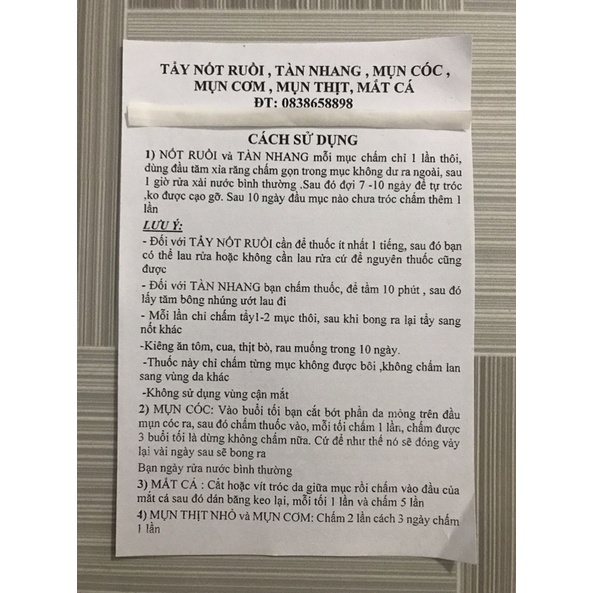 TẨY NỐT RUỒI , TÀN NHANG , MỤN CÓC ,
MỤN CƠM , MỤN THỊT, MẮT CÁ
ĐT: 0838658898
CÁCH SỬ DỤNG
1) NỐT RUỒI và TÀN NHANG mỗi mục chấm chỉ 1 lần thôi,
dùng đầu tăm xỉa răng chấm gọn trong mục không dư ra ngoài, sau
1 giờ rửa xài nước bình thường .Sau đó đợi 7 -10 ngày để tự tróc
,ko được cạo gỡ. Sau 10 ngày đầu mục nào chưa tróc chấm thêm 1
lần
LƯU Ý:
- Đối với TẨY NỐT RUỒI cần để thuốc ít nhất 1 tiếng, sau đó bạn
có thể lau rửa hoặc không cần lau rửa cứ để nguyên thuốc cũng
được
- Đối với TÀN NHANG bạn chấm thuốc, để tầm 10 phút , sau đó
lấy tăm bông nhúng ướt lau đi
- Mỗi lần chỉ chấm tẩy1-2 mục thôi, sau khi bong ra lại tẩy sang
nốt khác
-Kiêng ăn tôm, cua, thịt bò, rau muống trong 10 ngày.
-Thuốc này chỉ chấm từng mục không được bôi ,không chấm lan
sang vùng da khác
-Không sử dụng vùng cận mắt
2) MỤN CÓC: Vào buổi tối bạn cắt bớt phần da mỏng trên đầu
mụn cóc ra, sau đó chấm thuốc vào, mỗi tối chấm 1 lần, chấm được
3 buổi tối là dừng không chấm nữa. Cứ để như thế nó sẽ đóng vảy
lại vài ngày sau sẽ bong ra
Bạn ngày rửa nước bình thường
3) MẮT CÁ : Cắt hoặc vít tróc da giữa mục rồi chấm vào đầu của
mắt cá sau đó dán băng keo lại, mỗi tối 1 lần và chấm 5 lần
4) MỤN THỊT NHỎ và MỤN CƠM: Chấm 2 lần cách 3 ngày chấm
1 lần